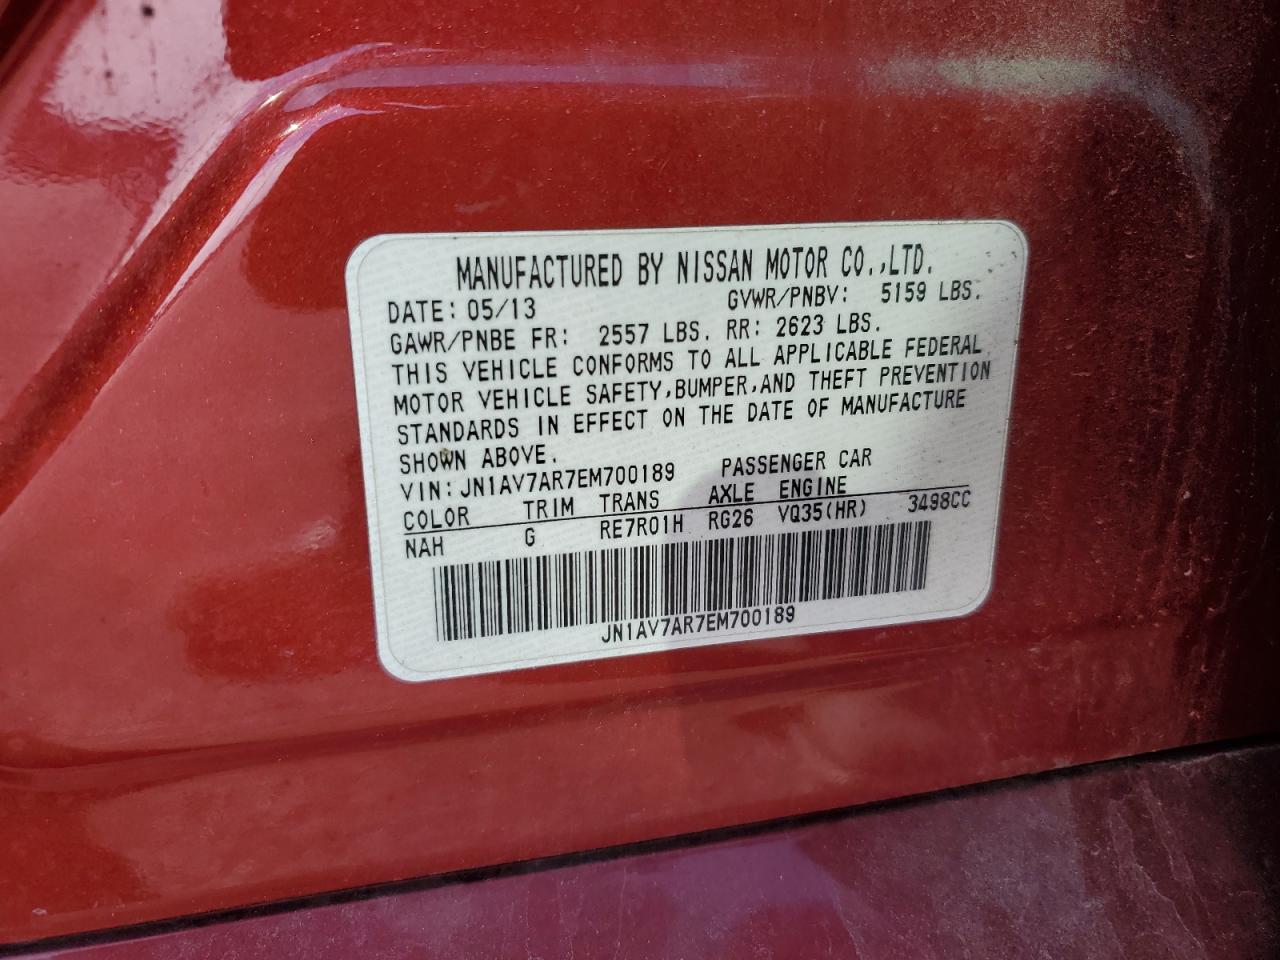 MANUFACTURED BY NISSAN MOTOR CO.,LTD.
DATE: 05/13 GVWR/PNBV: 5159 LBS.
GAWR/PNBE FR: 2557 LBS. RR: 2623 LBS.
THIS VEHICLE CONFORMS TO ALL APPLICABLE FEDERAL
MOTOR VEHICLE SAFETY,BUMPER,AND THEFT PREVENTION
STANDARDS IN EFFECT ON THE DATE OF MANUFACTURE
SHOWN ABOVE.
VIN:JN1AV7AR7EM700189 PASSENGER CAR
COLOR TRIM TRANS AXLE ENGINE
NAH G RE7R01H RG26 VQ35(HR) 3498CC
JN1AV7AR7EM700189